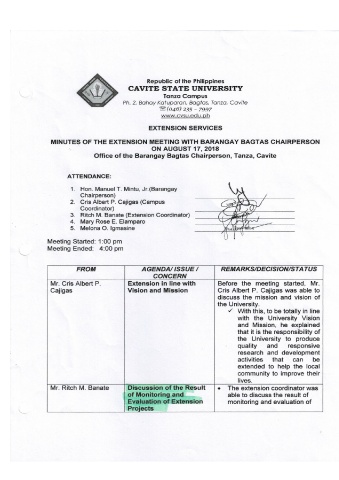 Republic of the Philippines
CAVITE STATE UNIVERSITY
Tanza Campus
Ph. 2, Bahay Katuparan, Bagtas, Tanza, Cavite
www.cvsu.edu.ph
EXTENSION SERVICES
MINUTES OF THE EXTENSION MEETING WITH BARANGAY BAGTAS CHAIRPERSON
ON AUGUST 17, 2018
Office of the Barangay Bagtas Chairperson, Tanza, Cavite
ATTENDANCE:
1. Hon. Manuel T. Mintu, Jr.(Barangay
Chairperson)
2. Cris Albert P. Cajigas (Campus
Coordinator)
3. Ritch M. Banate (Extension Coordinator)
4. Mary Rose E. Elamparo
5. Melona O. Igmasine
Meeting Started: 1:00 pm
Meeting Ended: 4:00 pm
FROM
AGENDA/ ISSUE /
CONCERN
REMARKS/DECISION/STATUS
Mr. Cris Albert P.
Cajigas
Extension in line with
Vision and Mission
Before the meeting started, Mr.
Cris Albert P. Cajigas was able to
discuss the mission and vision of
the University.
✓ With this, to be totally in line
with the University Vision
and Mission, he explained
that it is the responsibility of
the University to produce
quality and responsive
research and development
activities that can be
extended to help the local
community to improve their
lives.
Mr. Ritch M. Banate
Discussion of the Result
of Monitoring and
Evaluation of Extension
Projects
• The extension coordinator was
able to discuss the result of
monitoring and evaluation of